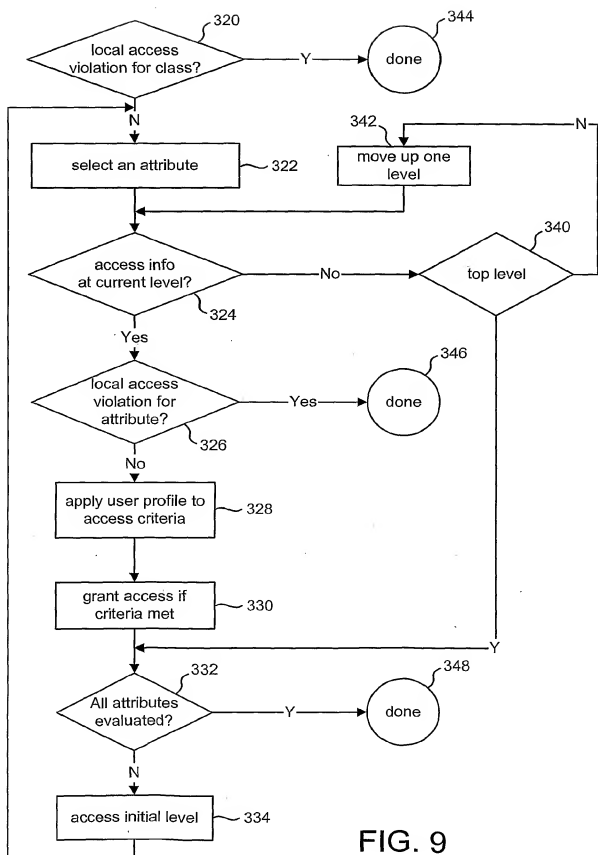 320
local access
violation for class?
Y
344
done
N
322
select an attribute
342
move up one
level
N
access info
at current level?
324
No
340
top level
Yes
local access
violation for
attribute?
326
Yes
346
done
No
apply user profile to
access criteria
328
grant access if
criteria met
330
Y
332
All attributes
evaluated?
Y
348
done
N
access initial level
334
FIG. 9